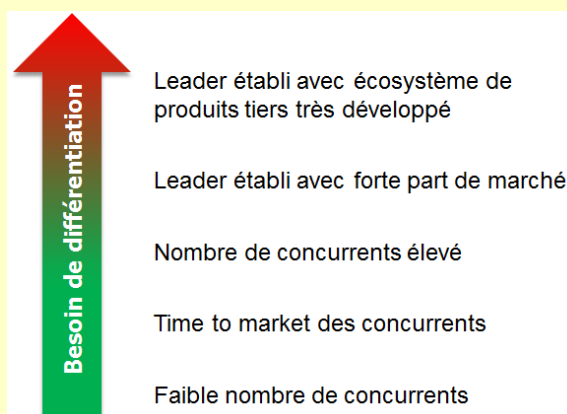 Besoin de différentiation
Leader établi avec écosystème de
produits tiers très développé
Leader établi avec forte part de marché
Nombre de concurrents élevé
Time to market des concurrents
Faible nombre de concurrents